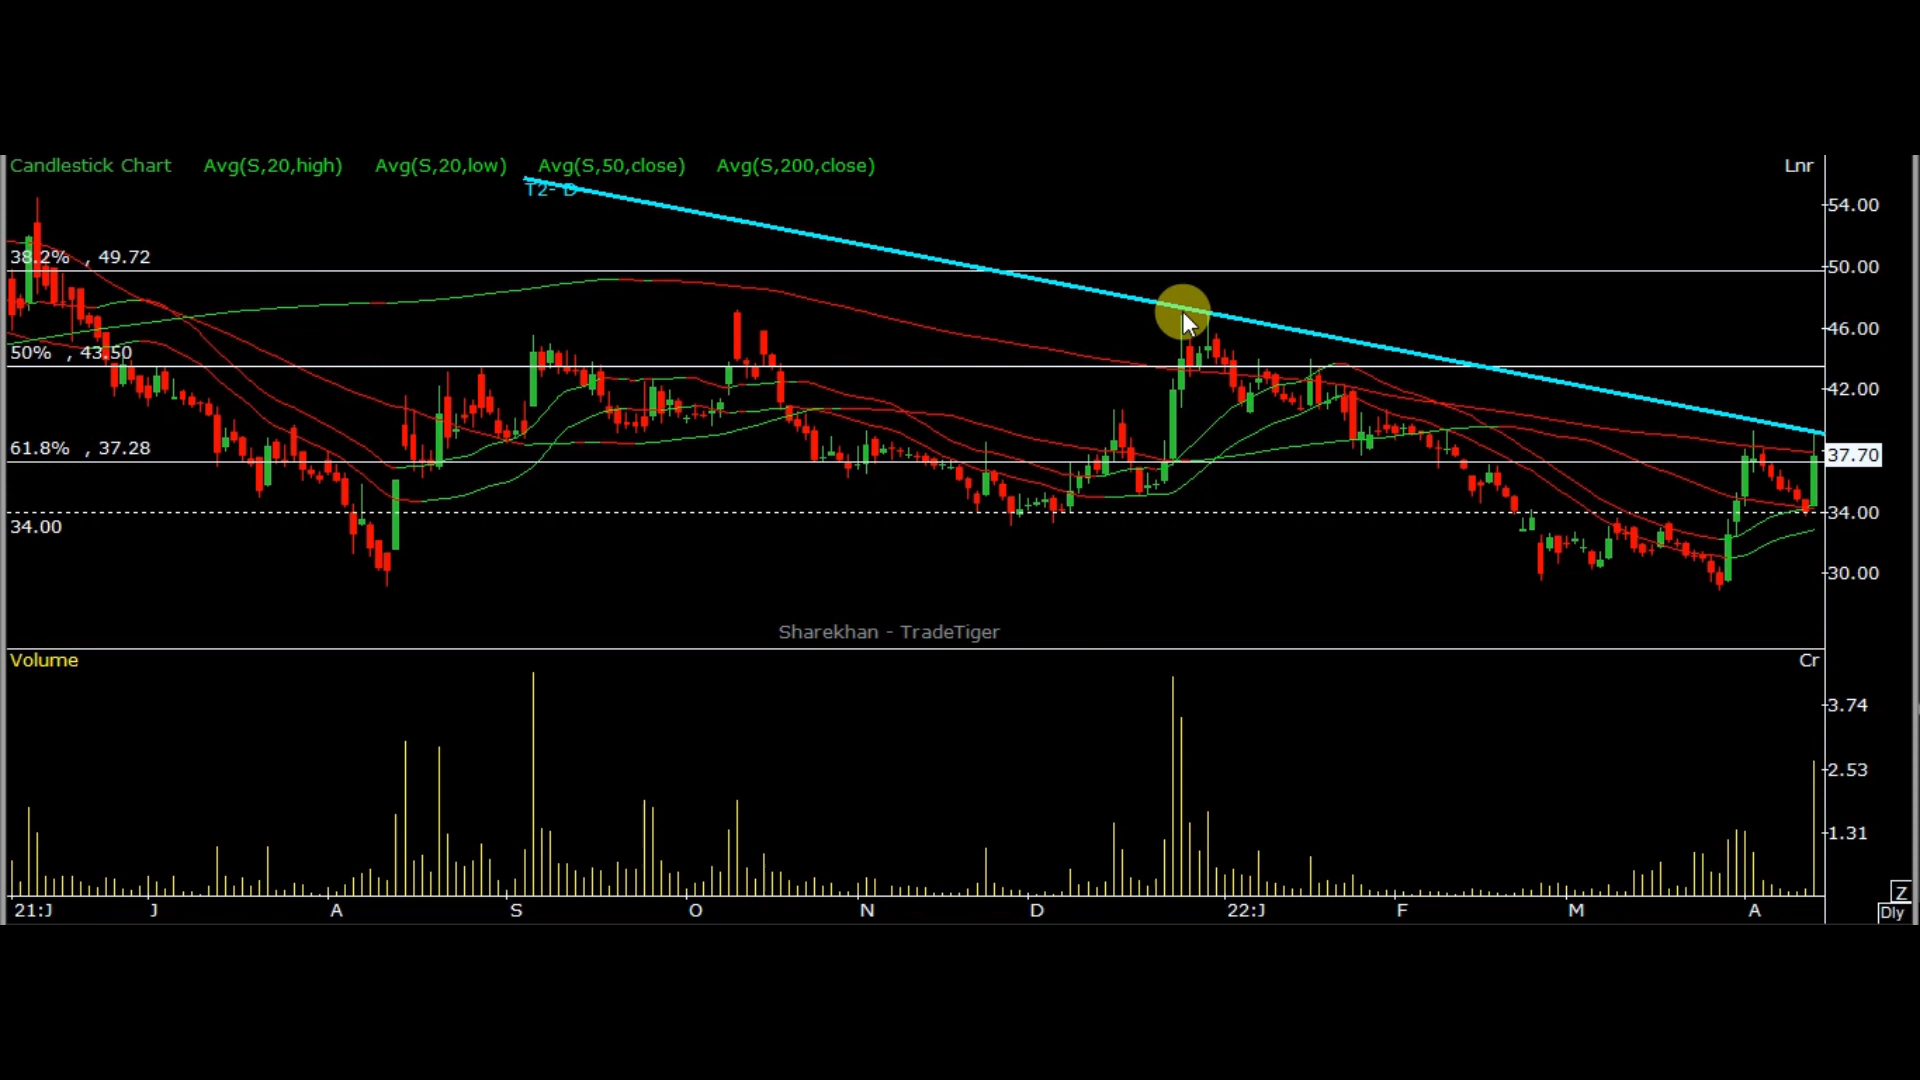 Candlestick Chart Avg(S,20,high) Avg(S,20,low) Avg(S,50,close) Avg(S,200,close) Lnr
T2- D
54.00
38.2% , 49.72
50.00
46.00
50% , 43.50
42.00
61.8% , 37.28
37.70
34.00
34.00
30.00
Sharekhan - TradeTiger
Volume Cr
3.74
2.53
1.31
Z
21:J J A S O N D 22:J F M A Dly